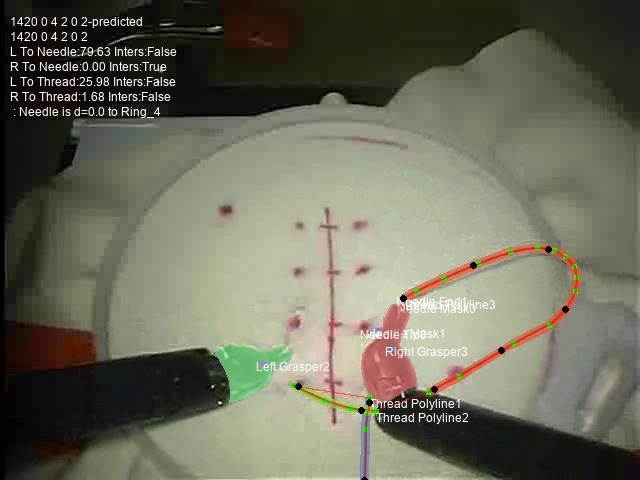 1420 0 4 2 0 2-predicted
1420 0 4 2 0 2
L To Needle:79.63 Inters:False
R To Needle:0.00 Inters:True
L To Thread:25.98 Inters:False
R To Thread:1.68 Inters:False
: Needle is d=0.0 to Ring_4
Needle End1
Polyline3
Needle Mask0
Needle Tip0
Mask1
Right Grasper3
Left Grasper2
Thread Polyline1
Thread Polyline2